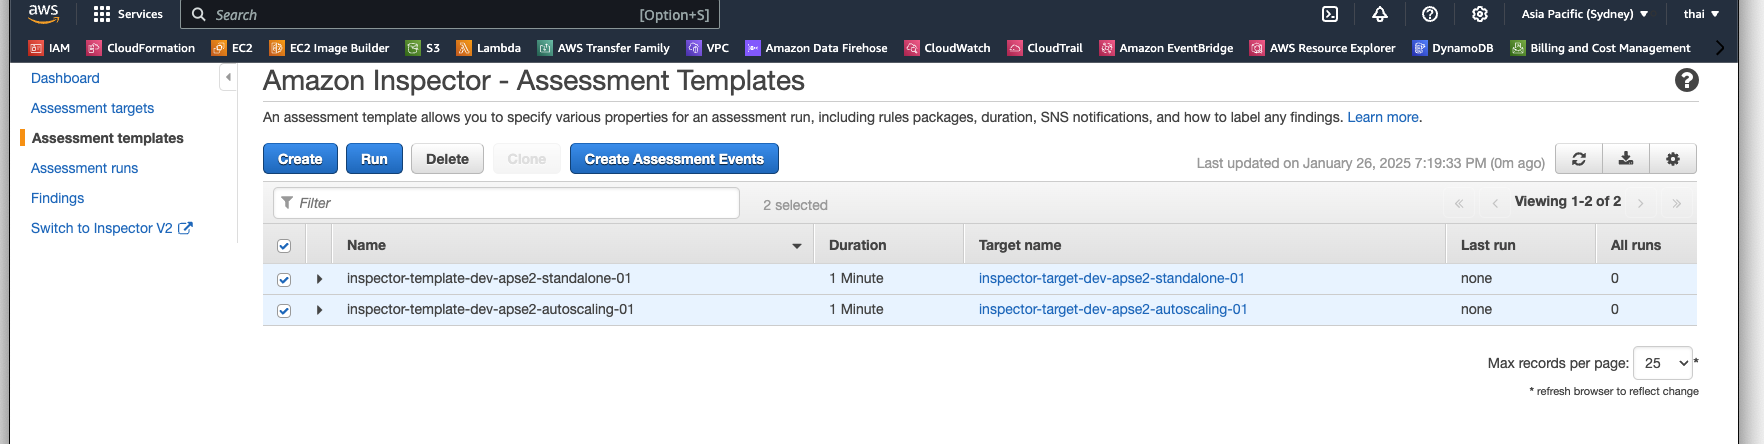 aws Services Search [Option+S] Asia Pacific (Sydney) thai
IAM CloudFormation EC2 EC2 Image Builder S3 Lambda AWS Transfer Family VPC Amazon Data Firehose CloudWatch CloudTrail Amazon EventBridge AWS Resource Explorer DynamoDB Billing and Cost Management
Dashboard
Assessment targets
Assessment templates
Assessment runs
Findings
Switch to Inspector V2
Amazon Inspector - Assessment Templates
An assessment template allows you to specify various properties for an assessment run, including rules packages, duration, SNS notifications, and how to label any findings. Learn more.
Create Run Delete Clone Create Assessment Events Last updated on January 26, 2025 7:19:33 PM (0m ago)
Filter 2 selected « ‹ Viewing 1-2 of 2 › »
Name Duration Target name Last run All runs
inspector-template-dev-apse2-standalone-01 1 Minute inspector-target-dev-apse2-standalone-01 none 0
inspector-template-dev-apse2-autoscaling-01 1 Minute inspector-target-dev-apse2-autoscaling-01 none 0
Max records per page: 25 *
* refresh browser to reflect change